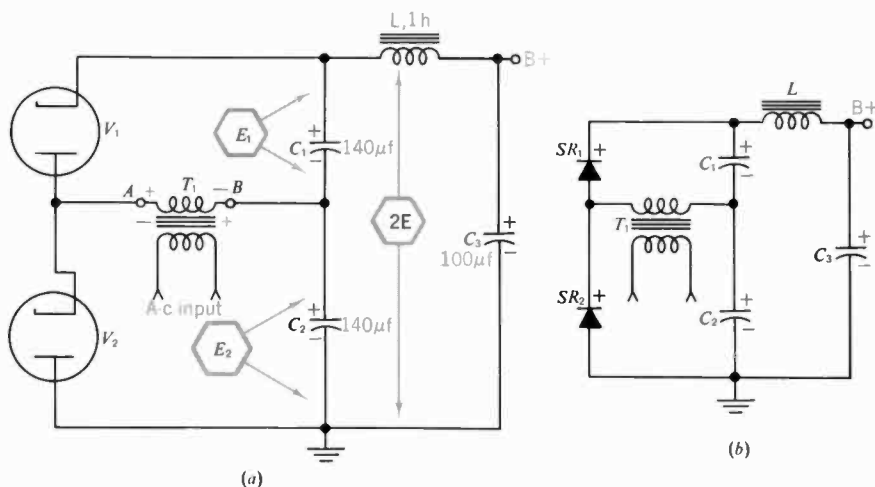 L, 1h
B+
V₁
E₁
+
C₁ 140µf
−
A + T₁ − B
− +
2E
+
C₃
100µf
−
A-c input
V₂
E₂
+
C₂ 140µf
−
(a)
L
B+
SR₁ +
+
C₁
−
T₁
+
C₃
−
SR₂ +
+
C₂
−
(b)